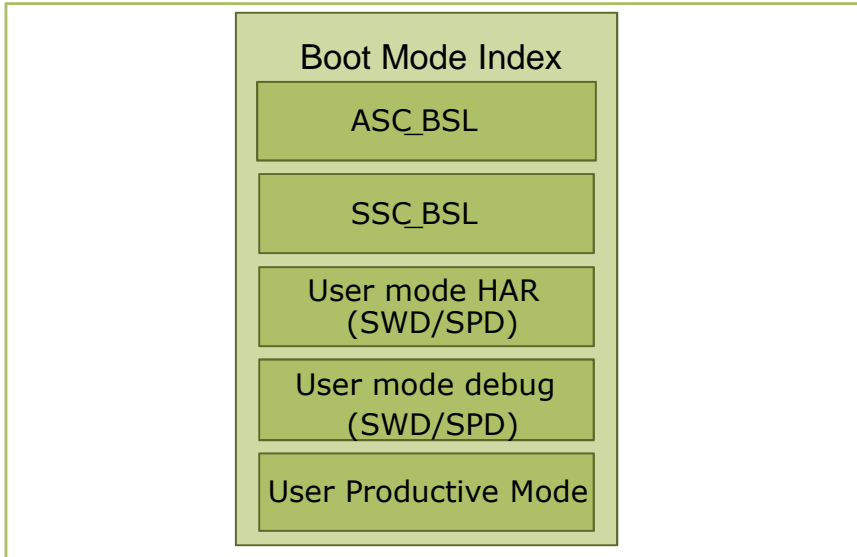 Boot Mode Index
ASC_BSL
SSC_BSL
User mode HAR
(SWD/SPD)
User mode debug
(SWD/SPD)
User Productive Mode